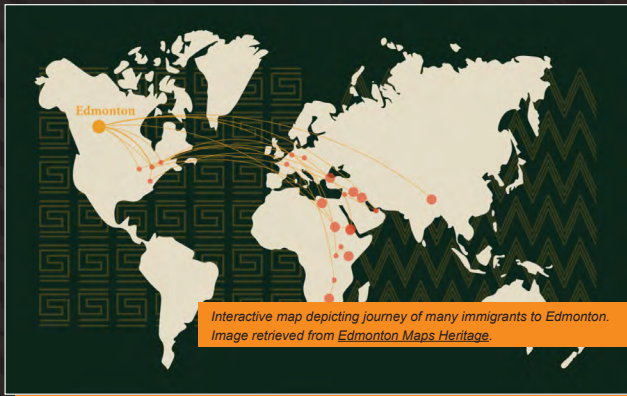 Edmonton
Interactive map depicting journey of many immigrants to Edmonton.
Image retrieved from Edmonton Maps Heritage.